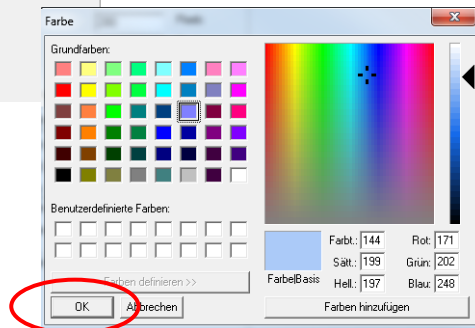 Farbe
Grundfarben:
Benutzerdefinierte Farben:
Farben definieren >>
OK
Abbrechen
Farbe|Basis
Farbt.: 144
Sätt.: 199
Hell.: 197
Rot: 171
Grün: 202
Blau: 248
Farben hinzufügen